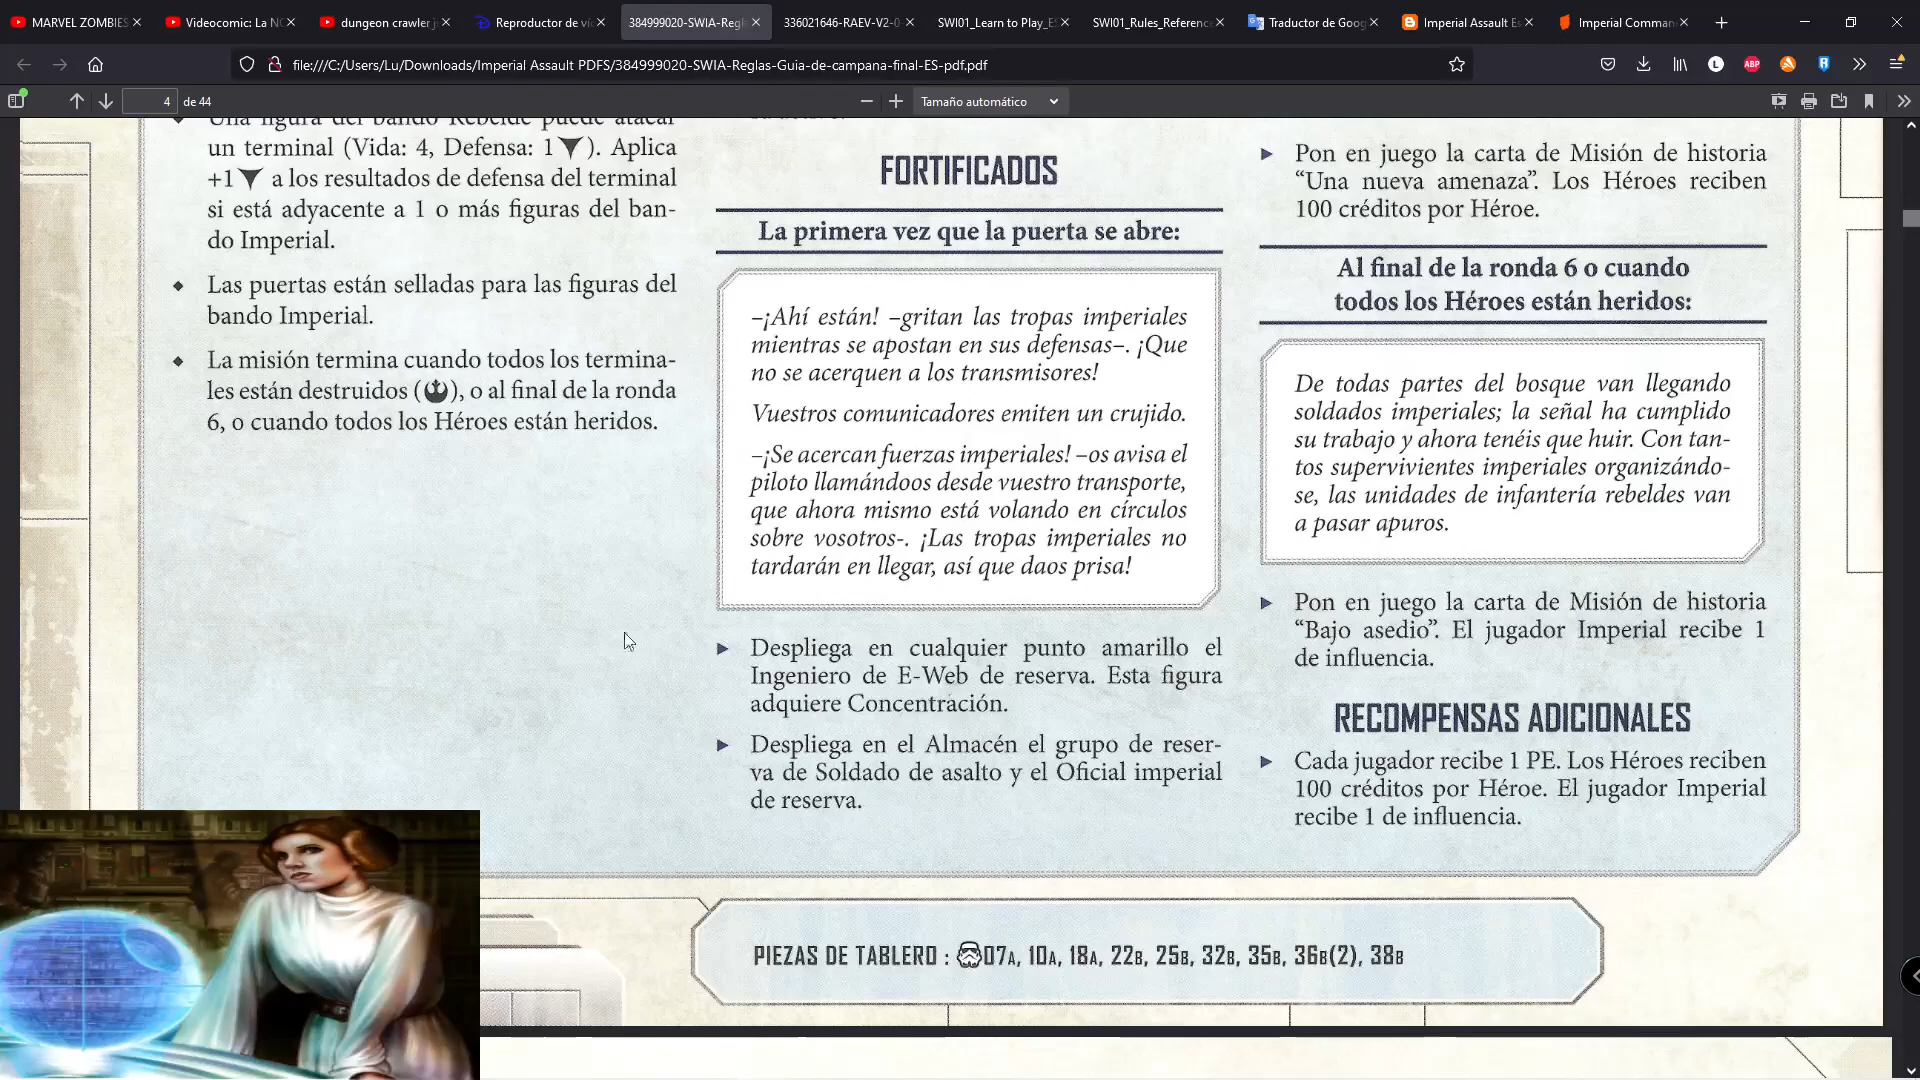 MARVEL ZOMBIES
Videocomic: La NO
dungeon crawler j
Reproductor de ví
384999020-SWIA-Regl
336021646-RAEV-V2-0
SWI01_Learn to Play_E
SWI01_Rules_Reference
Traductor de Goog
Imperial Assault Es
Imperial Comman
file:///C:/Users/Lu/Downloads/Imperial Assault PDFS/384999020-SWIA-Reglas-Guia-de-campana-final-ES-pdf.pdf
4 de 44
Tamaño automático
Una figura del bando Rebelde puede atacar
un terminal (Vida: 4, Defensa: 1). Aplica
+1 a los resultados de defensa del terminal
si está adyacente a 1 o más figuras del ban-
do Imperial.
Las puertas están selladas para las figuras del
bando Imperial.
La misión termina cuando todos los termina-
les están destruidos (), o al final de la ronda
6, o cuando todos los Héroes están heridos.
FORTIFICADOS
La primera vez que la puerta se abre:
–¡Ahí están! –gritan las tropas imperiales
mientras se apostan en sus defensas–. ¡Que
no se acerquen a los transmisores!
Vuestros comunicadores emiten un crujido.
–¡Se acercan fuerzas imperiales! –os avisa el
piloto llamándoos desde vuestro transporte,
que ahora mismo está volando en círculos
sobre vosotros-. ¡Las tropas imperiales no
tardarán en llegar, así que daos prisa!
Despliega en cualquier punto amarillo el
Ingeniero de E-Web de reserva. Esta figura
adquiere Concentración.
Despliega en el Almacén el grupo de reser-
va de Soldado de asalto y el Oficial imperial
de reserva.
Pon en juego la carta de Misión de historia
“Una nueva amenaza”. Los Héroes reciben
100 créditos por Héroe.
Al final de la ronda 6 o cuando
todos los Héroes están heridos:
De todas partes del bosque van llegando
soldados imperiales; la señal ha cumplido
su trabajo y ahora tenéis que huir. Con tan-
tos supervivientes imperiales organizándo-
se, las unidades de infantería rebeldes van
a pasar apuros.
Pon en juego la carta de Misión de historia
“Bajo asedio”. El jugador Imperial recibe 1
de influencia.
RECOMPENSAS ADICIONALES
Cada jugador recibe 1 PE. Los Héroes reciben
100 créditos por Héroe. El jugador Imperial
recibe 1 de influencia.
PIEZAS DE TABLERO : 07A, 10A, 18A, 22B, 25B, 32B, 35B, 36B(2), 38B